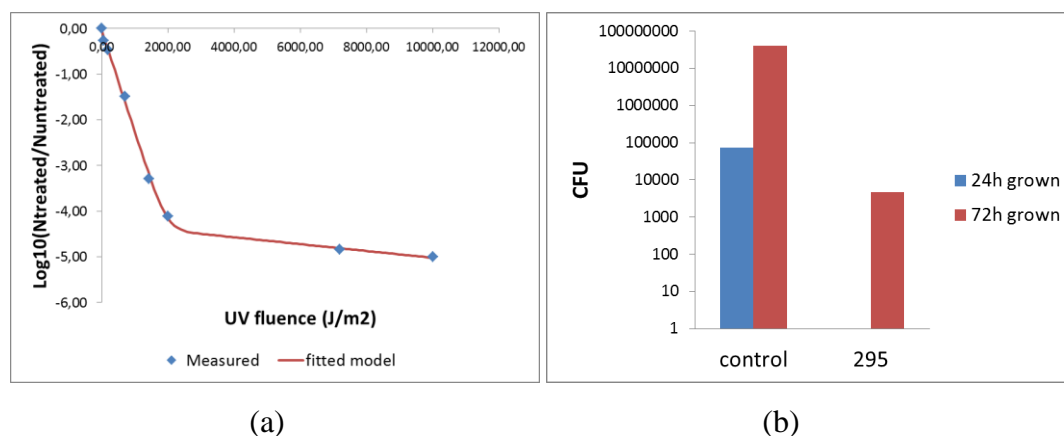 0,00
0,00 2000,00 4000,00 6000,00 8000,00 10000,00 12000,00
-1,00
-2,00
-3,00
-4,00
-5,00
-6,00
Log10(Ntreated/Nuntreated)
UV fluence (J/m2)
Measured fitted model
(a)
100000000
10000000
1000000
100000
10000
1000
100
10
1
CFU
control 295
24h grown
72h grown
(b)